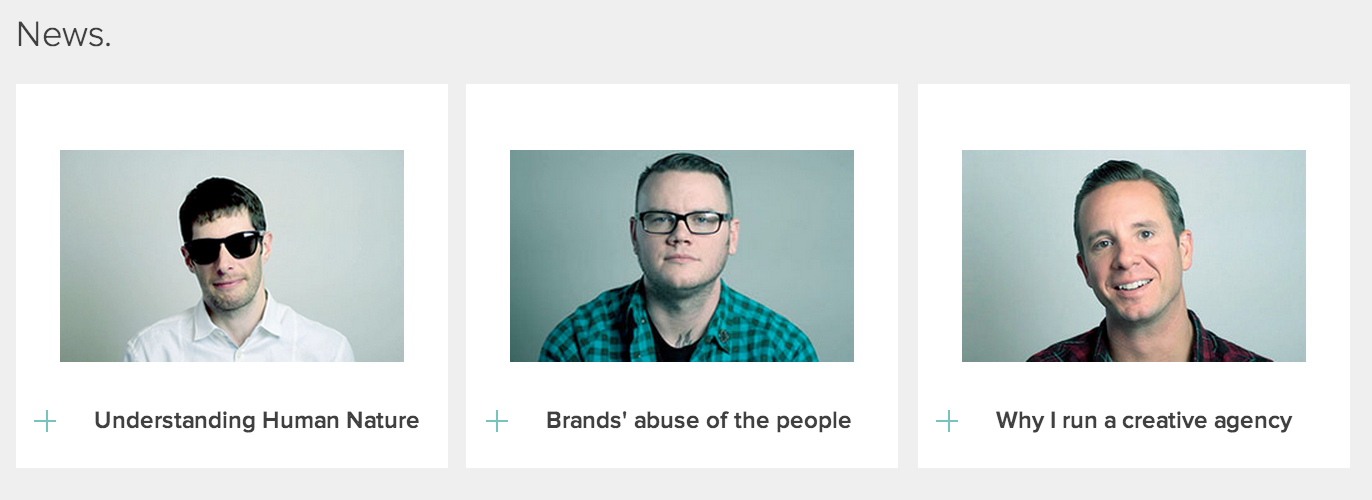 News.
Understanding Human Nature
Brands' abuse of the people
Why I run a creative agency